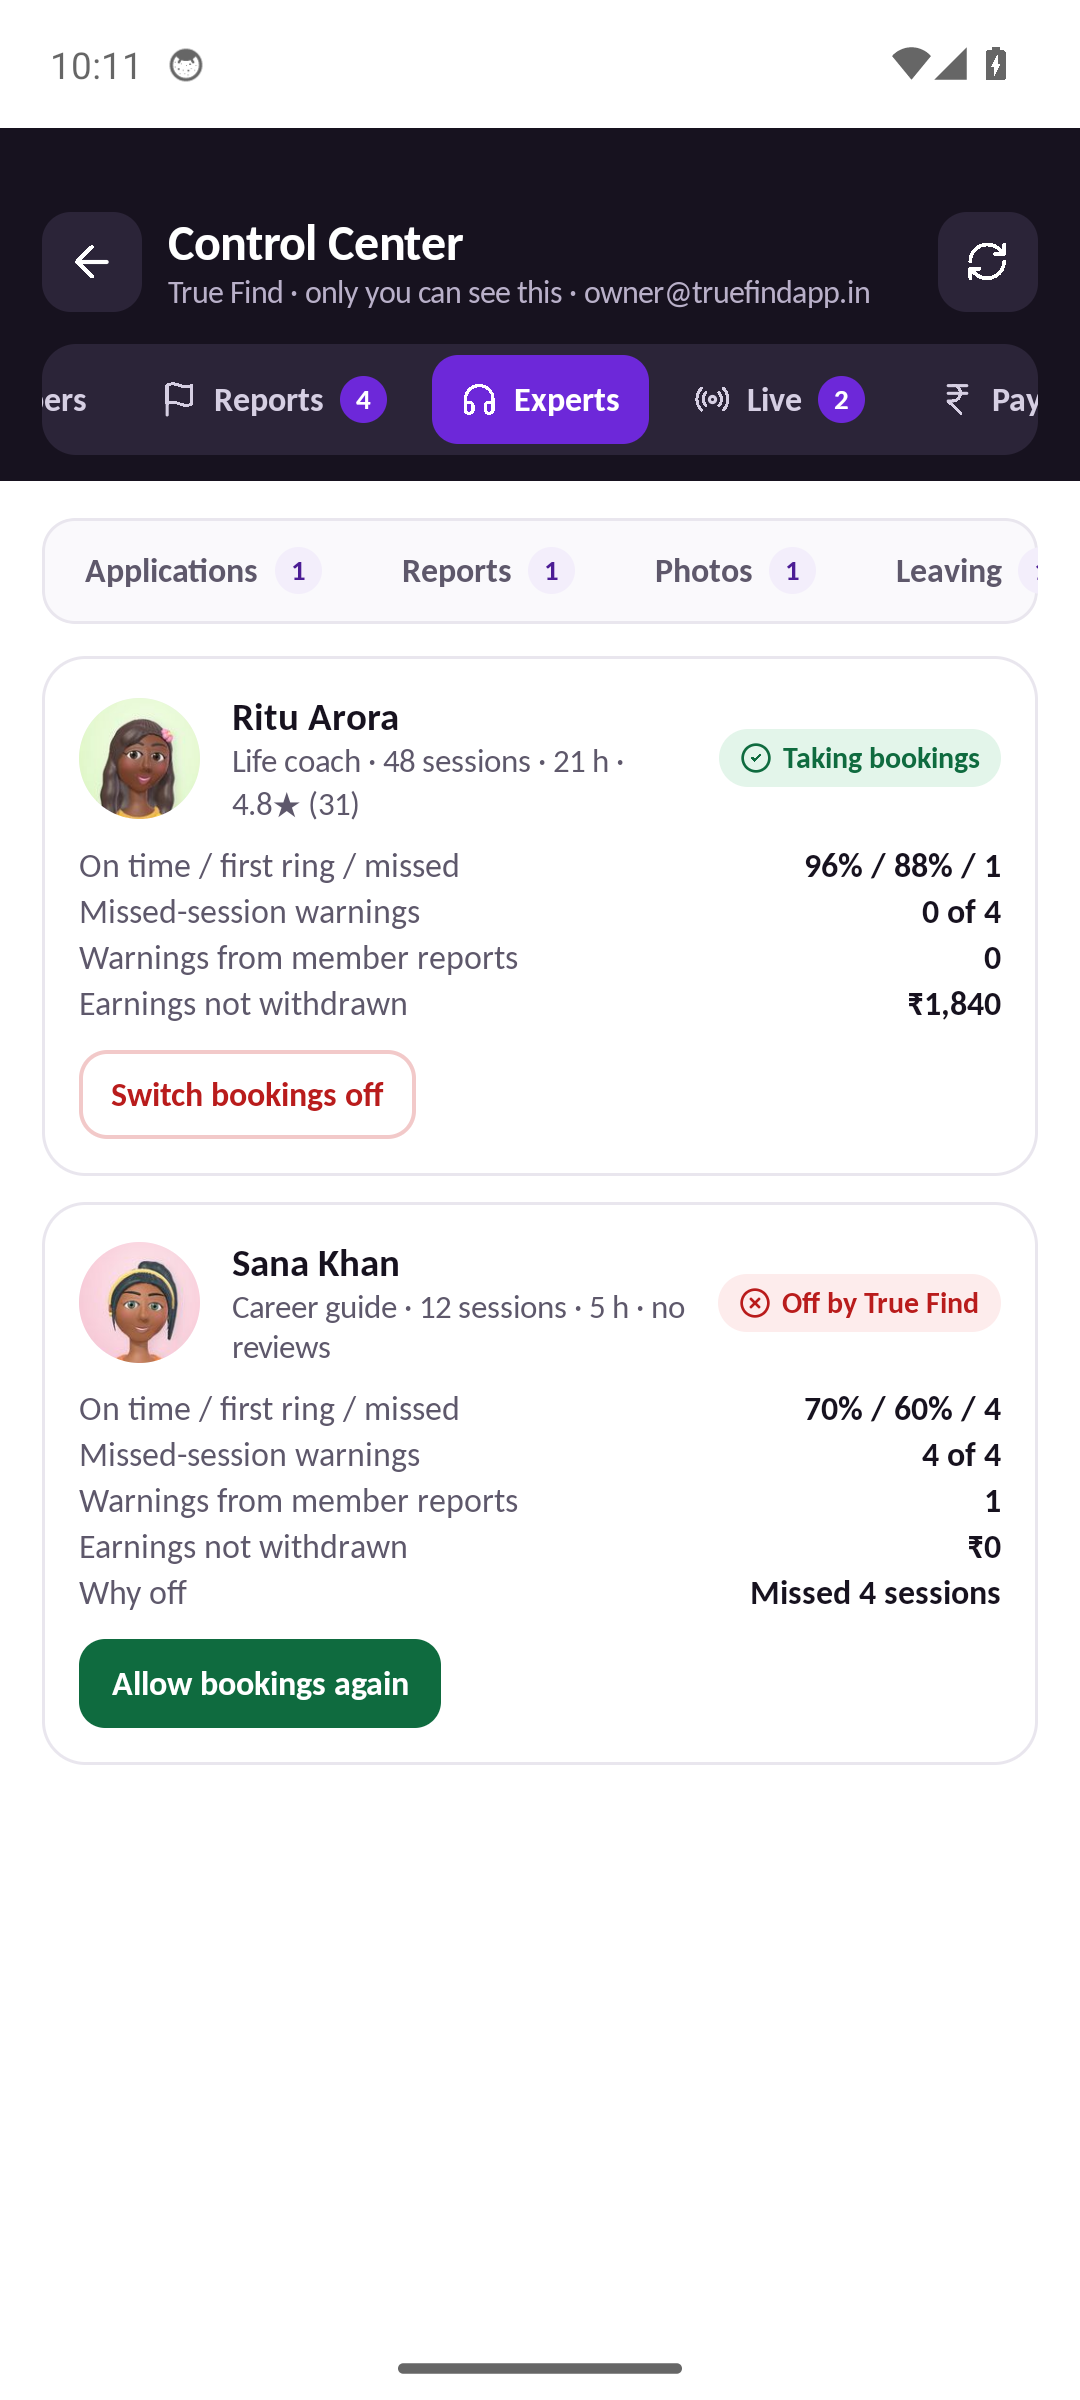 10:11
Control Center
True Find · only you can see this · owner@truefindapp.in
ers
Reports 4
Experts
Live 2
₹ Pay
Applications 1
Reports 1
Photos 1
Leaving
Ritu Arora
Life coach · 48 sessions · 21 h ·
4.8★ (31)
Taking bookings
On time / first ring / missed 96% / 88% / 1
Missed-session warnings 0 of 4
Warnings from member reports 0
Earnings not withdrawn ₹1,840
Switch bookings off
Sana Khan
Career guide · 12 sessions · 5 h · no
reviews
Off by True Find
On time / first ring / missed 70% / 60% / 4
Missed-session warnings 4 of 4
Warnings from member reports 1
Earnings not withdrawn ₹0
Why off Missed 4 sessions
Allow bookings again